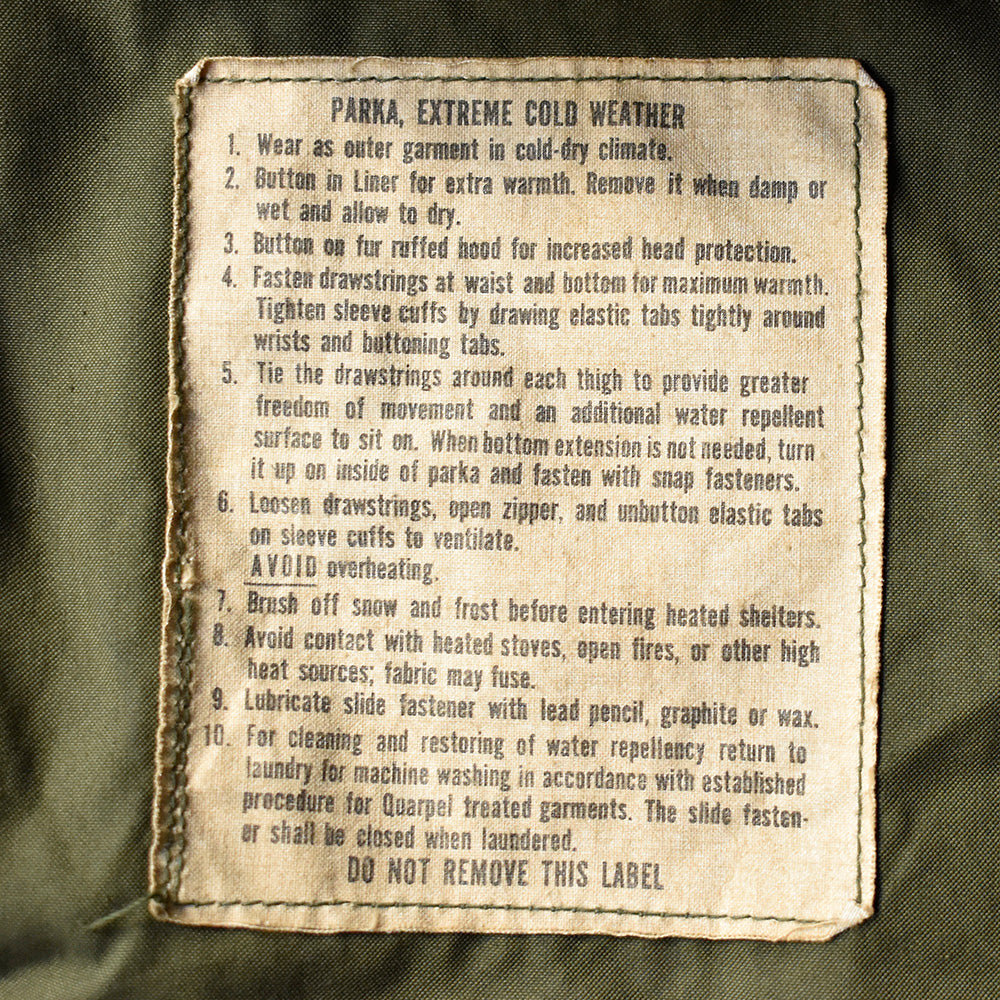 PARKA, EXTREME COLD WEATHER
1. Wear as outer garment in cold-dry climate.
2. Button in Liner for extra warmth. Remove it when damp or
wet and allow to dry.
3. Button on fur ruffed hood for increased head protection.
4. Fasten drawstrings at waist and bottom for maximum warmth.
Tighten sleeve cuffs by drawing elastic tabs tightly around
wrists and buttoning tabs.
5. Tie the drawstrings around each thigh to provide greater
freedom of movement and an additional water repellent
surface to sit on. When bottom extension is not needed, turn
it up on inside of parka and fasten with snap fasteners.
6. Loosen drawstrings, open zipper, and unbutton elastic tabs
on sleeve cuffs to ventilate.
AVOID overheating.
7. Brush off snow and frost before entering heated shelters.
8. Avoid contact with heated stoves, open fires, or other high
heat sources; fabric may fuse.
9. Lubricate slide fastener with lead pencil, graphite or wax.
10. For cleaning and restoring of water repellency return to
laundry for machine washing in accordance with established
procedure for Quarpel treated garments. The slide fasten-
er shall be closed when laundered.
DO NOT REMOVE THIS LABEL